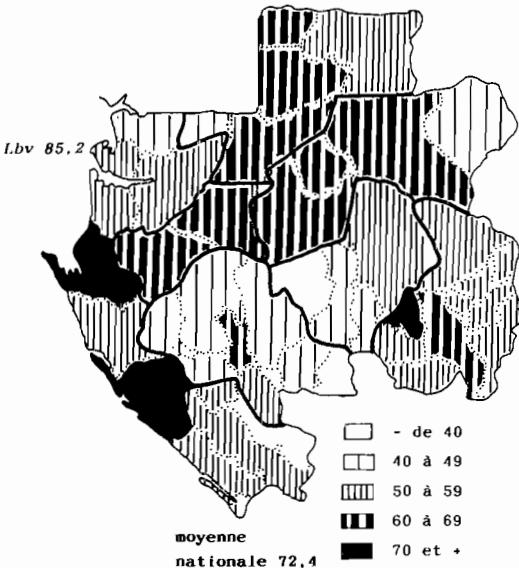 Lbv 85,2
- de 40
40 à 49
50 à 59
60 à 69
70 et +
moyenne
nationale 72,4